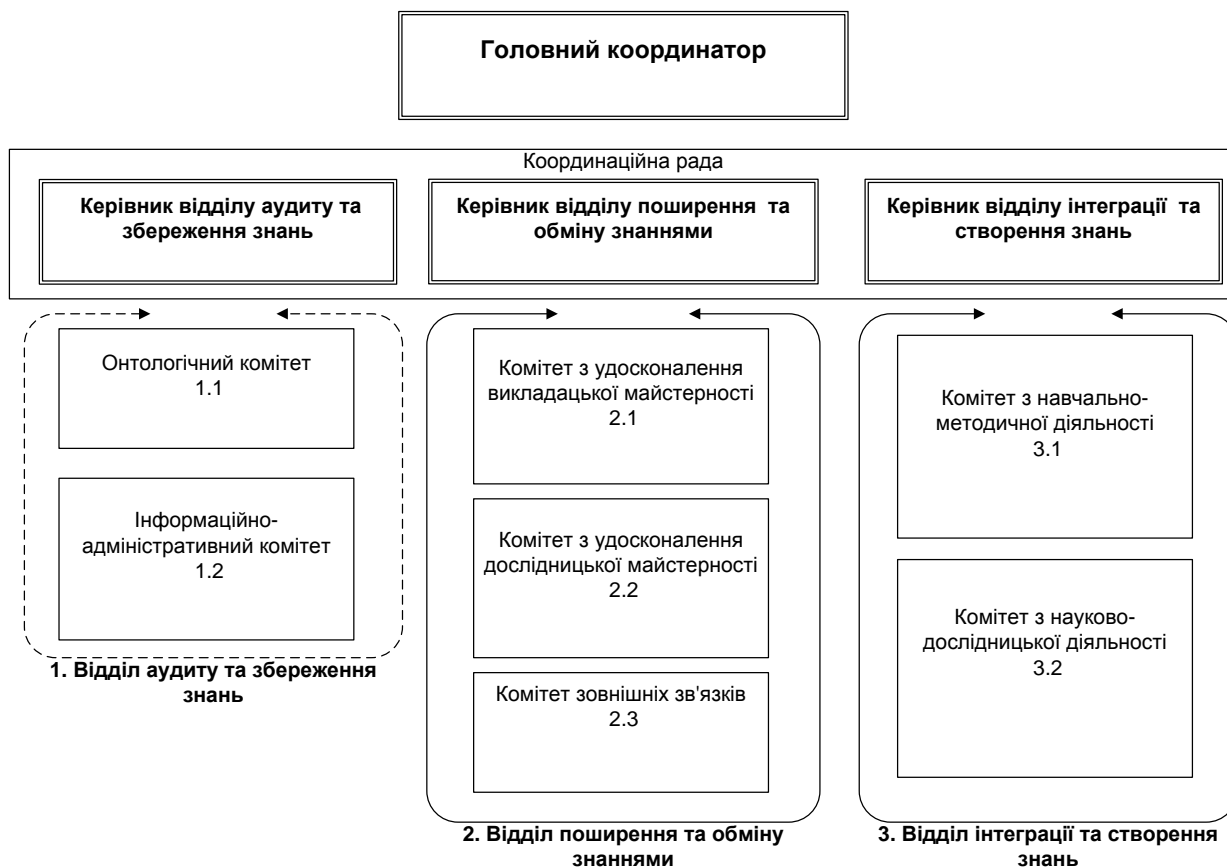 Головний координатор
Координаційна рада
Керівник відділу аудиту та
збереження знань
Керівник відділу поширення та
обміну знаннями
Керівник відділу інтеграції та
створення знань
Онтологічний комітет
1.1
Інформаційно-
адміністративний комітет
1.2
1. Відділ аудиту та збереження
знань
Комітет з удосконалення
викладацької майстерності
2.1
Комітет з удосконалення
дослідницької майстерності
2.2
Комітет зовнішніх зв'язків
2.3
2. Відділ поширення та обміну
знаннями
Комітет з навчально-
методичної діяльності
3.1
Комітет з науково-
дослідницької діяльності
3.2
3. Відділ інтеграції та створення
знань